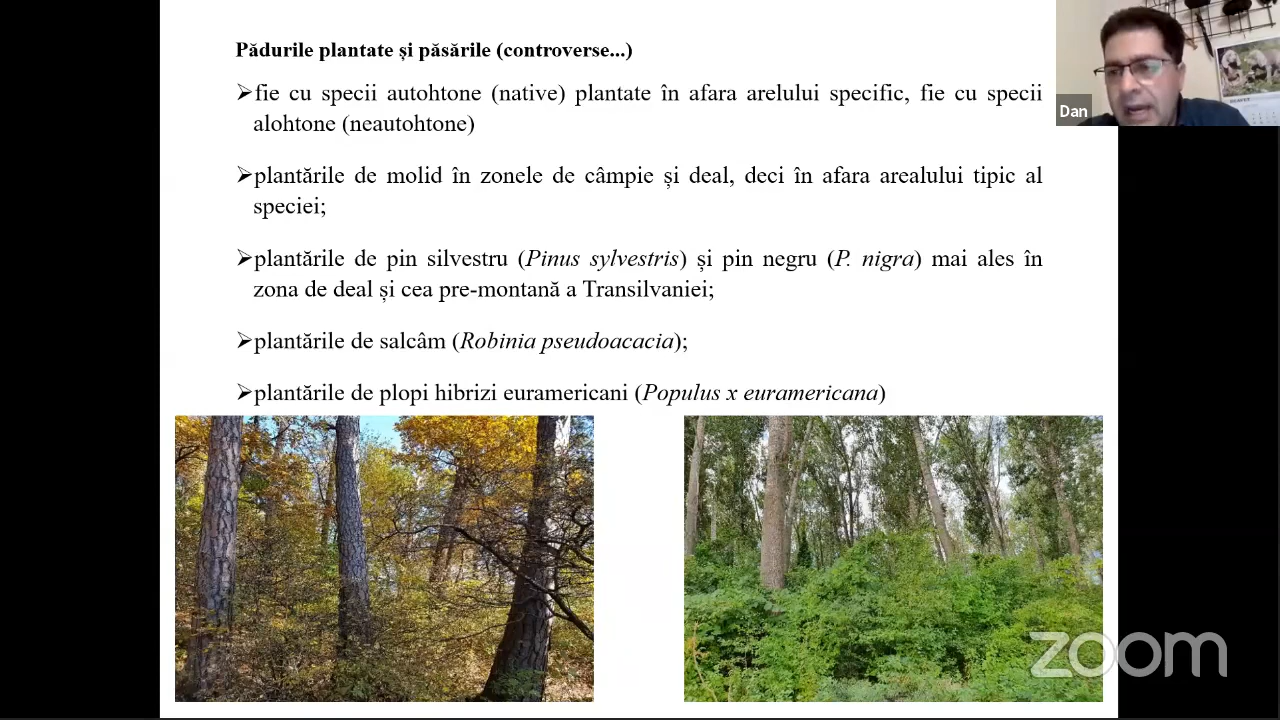 Pădurile plantate și păsările (controverse...)
➢fie cu specii autohtone (native) plantate în afara arelului specific, fie cu specii
alohtone (neautohtone)
➢plantările de molid în zonele de câmpie și deal, deci în afara arealului tipic al
speciei;
➢plantările de pin silvestru (Pinus sylvestris) și pin negru (P. nigra) mai ales în
zona de deal și cea pre-montană a Transilvaniei;
➢plantările de salcâm (Robinia pseudoacacia);
➢plantările de plopi hibrizi euramericani (Populus x euramericana)
Dan
zoom